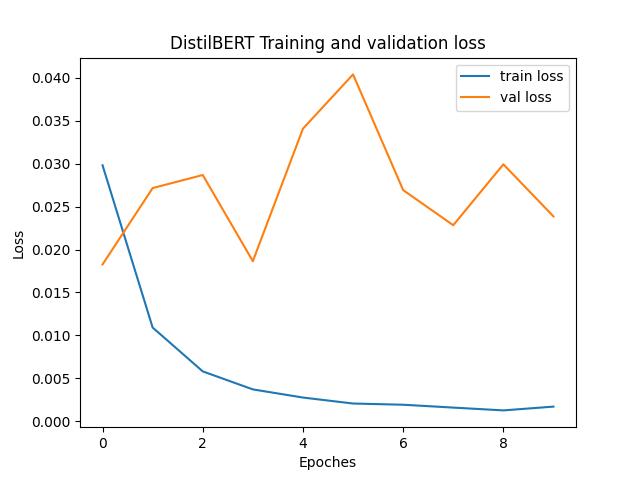 DistilBERT Training and validation loss
train loss
val loss
0.040
0.035
0.030
0.025
0.020
0.015
0.010
0.005
0.000
Loss
0 2 4 6 8
Epoches